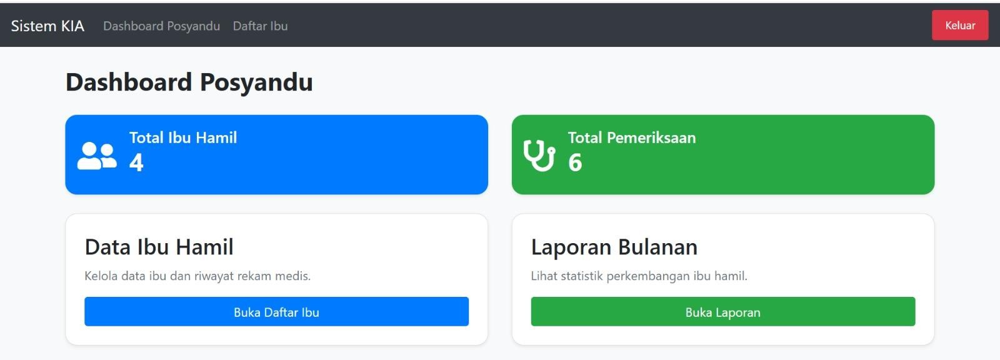 Sistem KIA Dashboard Posyandu Daftar Ibu Keluar
Dashboard Posyandu
Total Ibu Hamil
4
Total Pemeriksaan
6
Data Ibu Hamil
Kelola data ibu dan riwayat rekam medis.
Buka Daftar Ibu
Laporan Bulanan
Lihat statistik perkembangan ibu hamil.
Buka Laporan